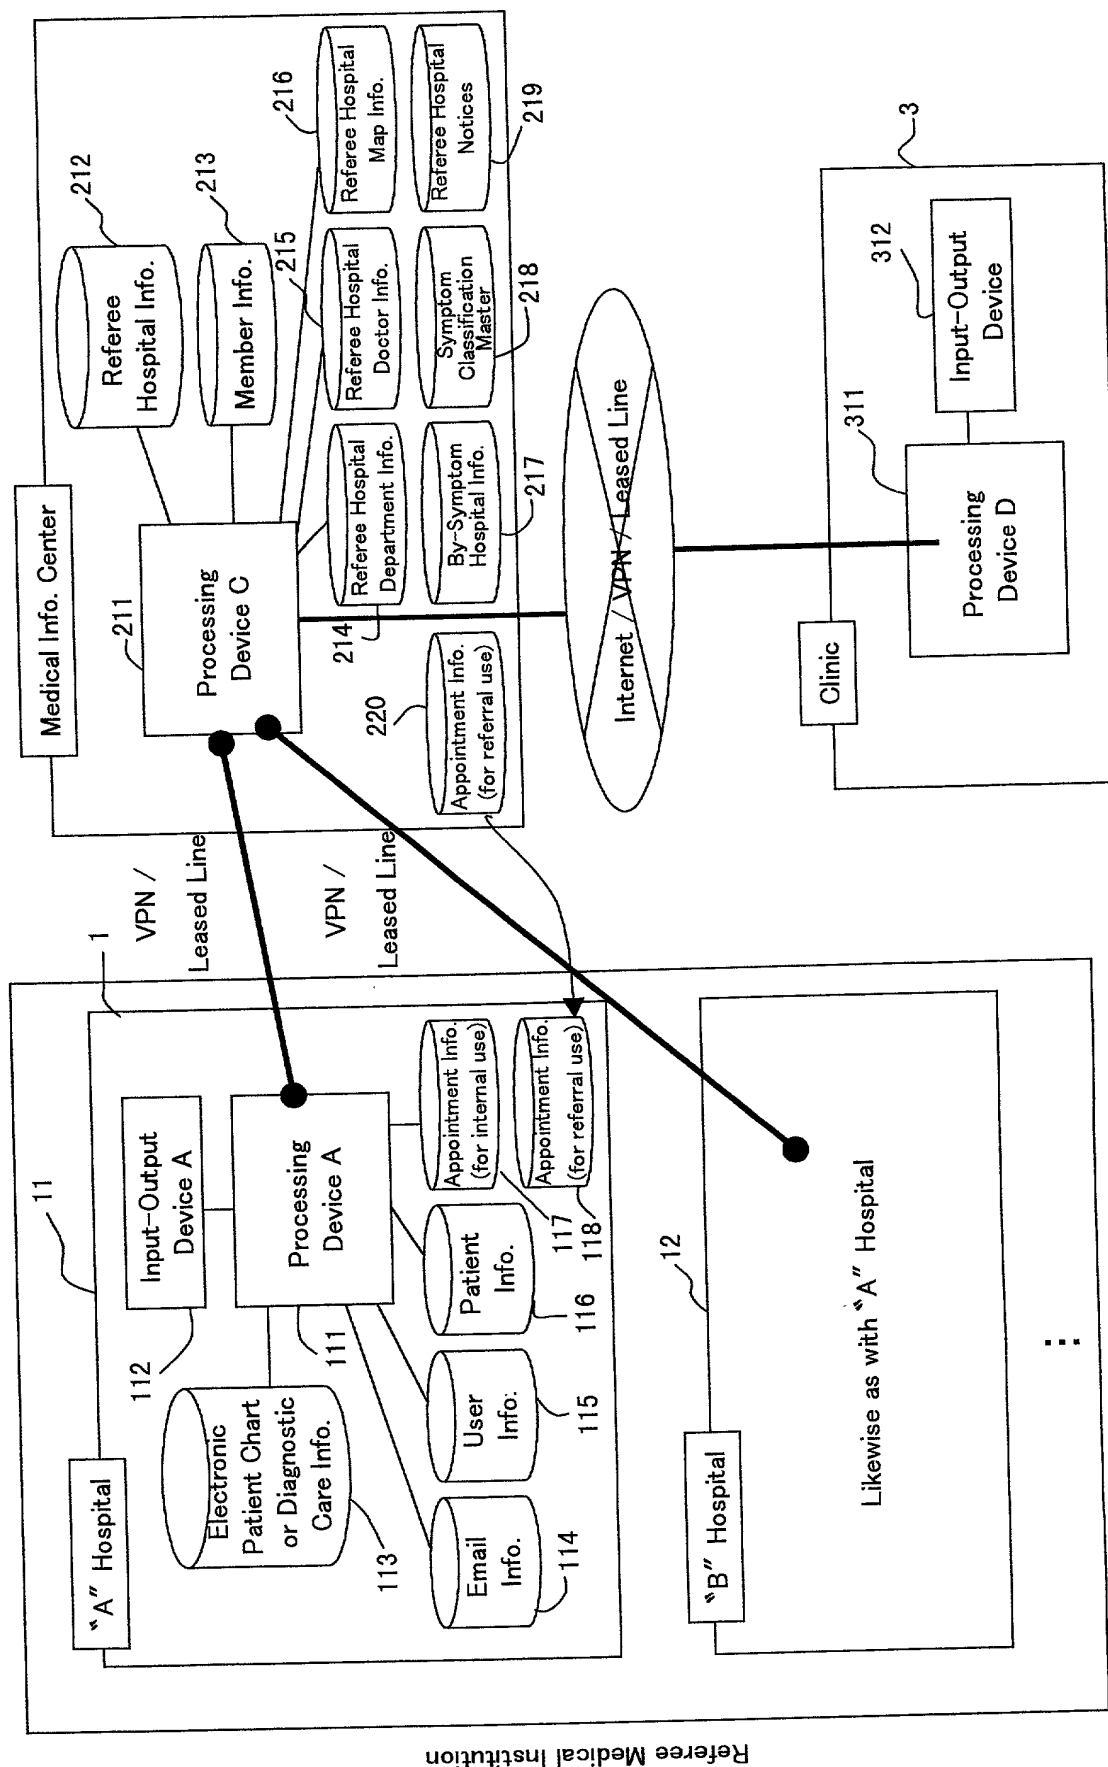 Referee Medical Institution
"A" Hospital
11
1
Electronic
Patient Chart
or Diagnostic
Care Info.
113
Input-Output
Device A
112
Processing
Device A
111
Email
Info.
114
User
Info.
115
Patient
Info.
116
Appointment Info.
(for internal use)
117
Appointment Info.
(for referral use)
118
"B" Hospital
12
Likewise as with "A" Hospital
⋮
VPN /
Leased Line
VPN /
Leased Line
Medical Info. Center
211
Processing
Device C
Referee
Hospital Info.
212
Member Info.
213
Referee Hospital
Department Info.
214
Referee Hospital
Doctor Info.
215
Referee Hospital
Map Info.
216
By-Symptom
Hospital Info.
217
Symptom
Classification
Master
218
Referee Hospital
Notices
219
Appointment Info.
(for referral use)
220
Internet / VPN / Leased Line
Clinic
3
Processing
Device D
311
Input-Output
Device
312